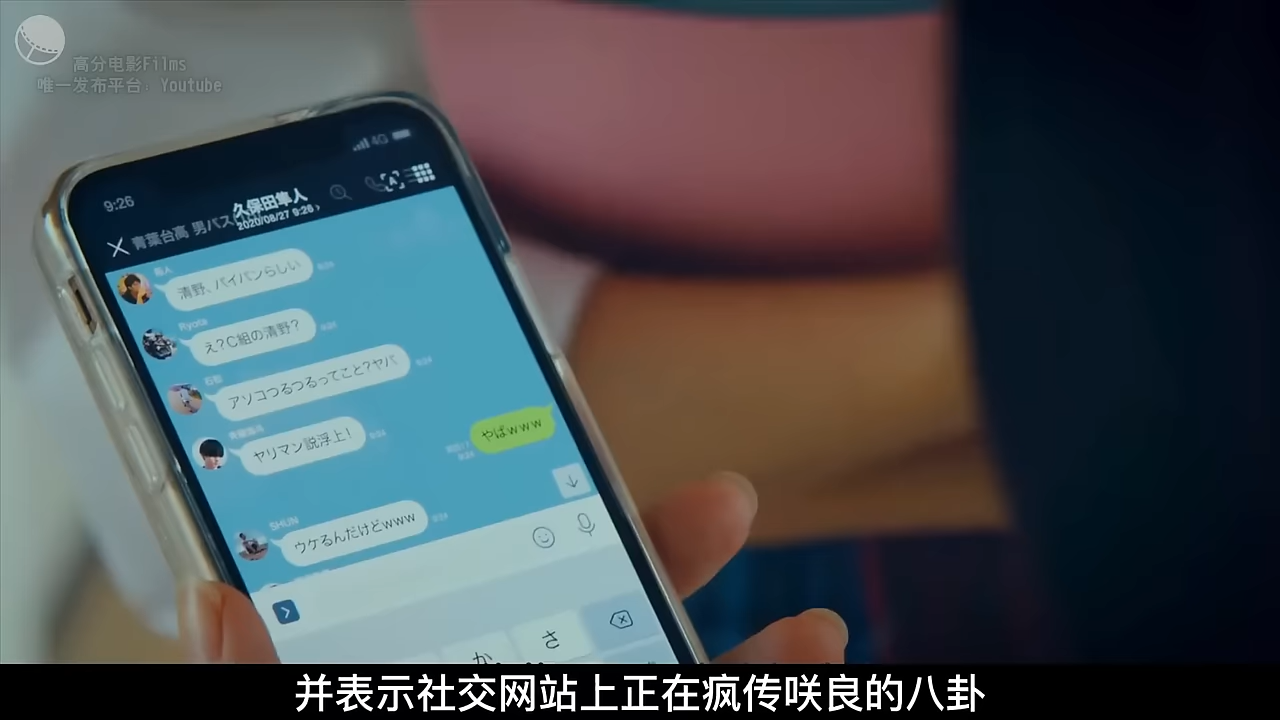 高分电影Films
唯一发布平台：Youtube
9:26
4G
久保田隼人
2020/08/27 9:26
青葉台高 男バス
清野、パイパンらしい
Ryota
え?C組の清野?
アソコつるつるってこと?ヤバ
ヤリマン説浮上!
やばwww
SHUN
ウケるんだけどwww
か
さ
并表示社交网站上正在疯传咲良的八卦